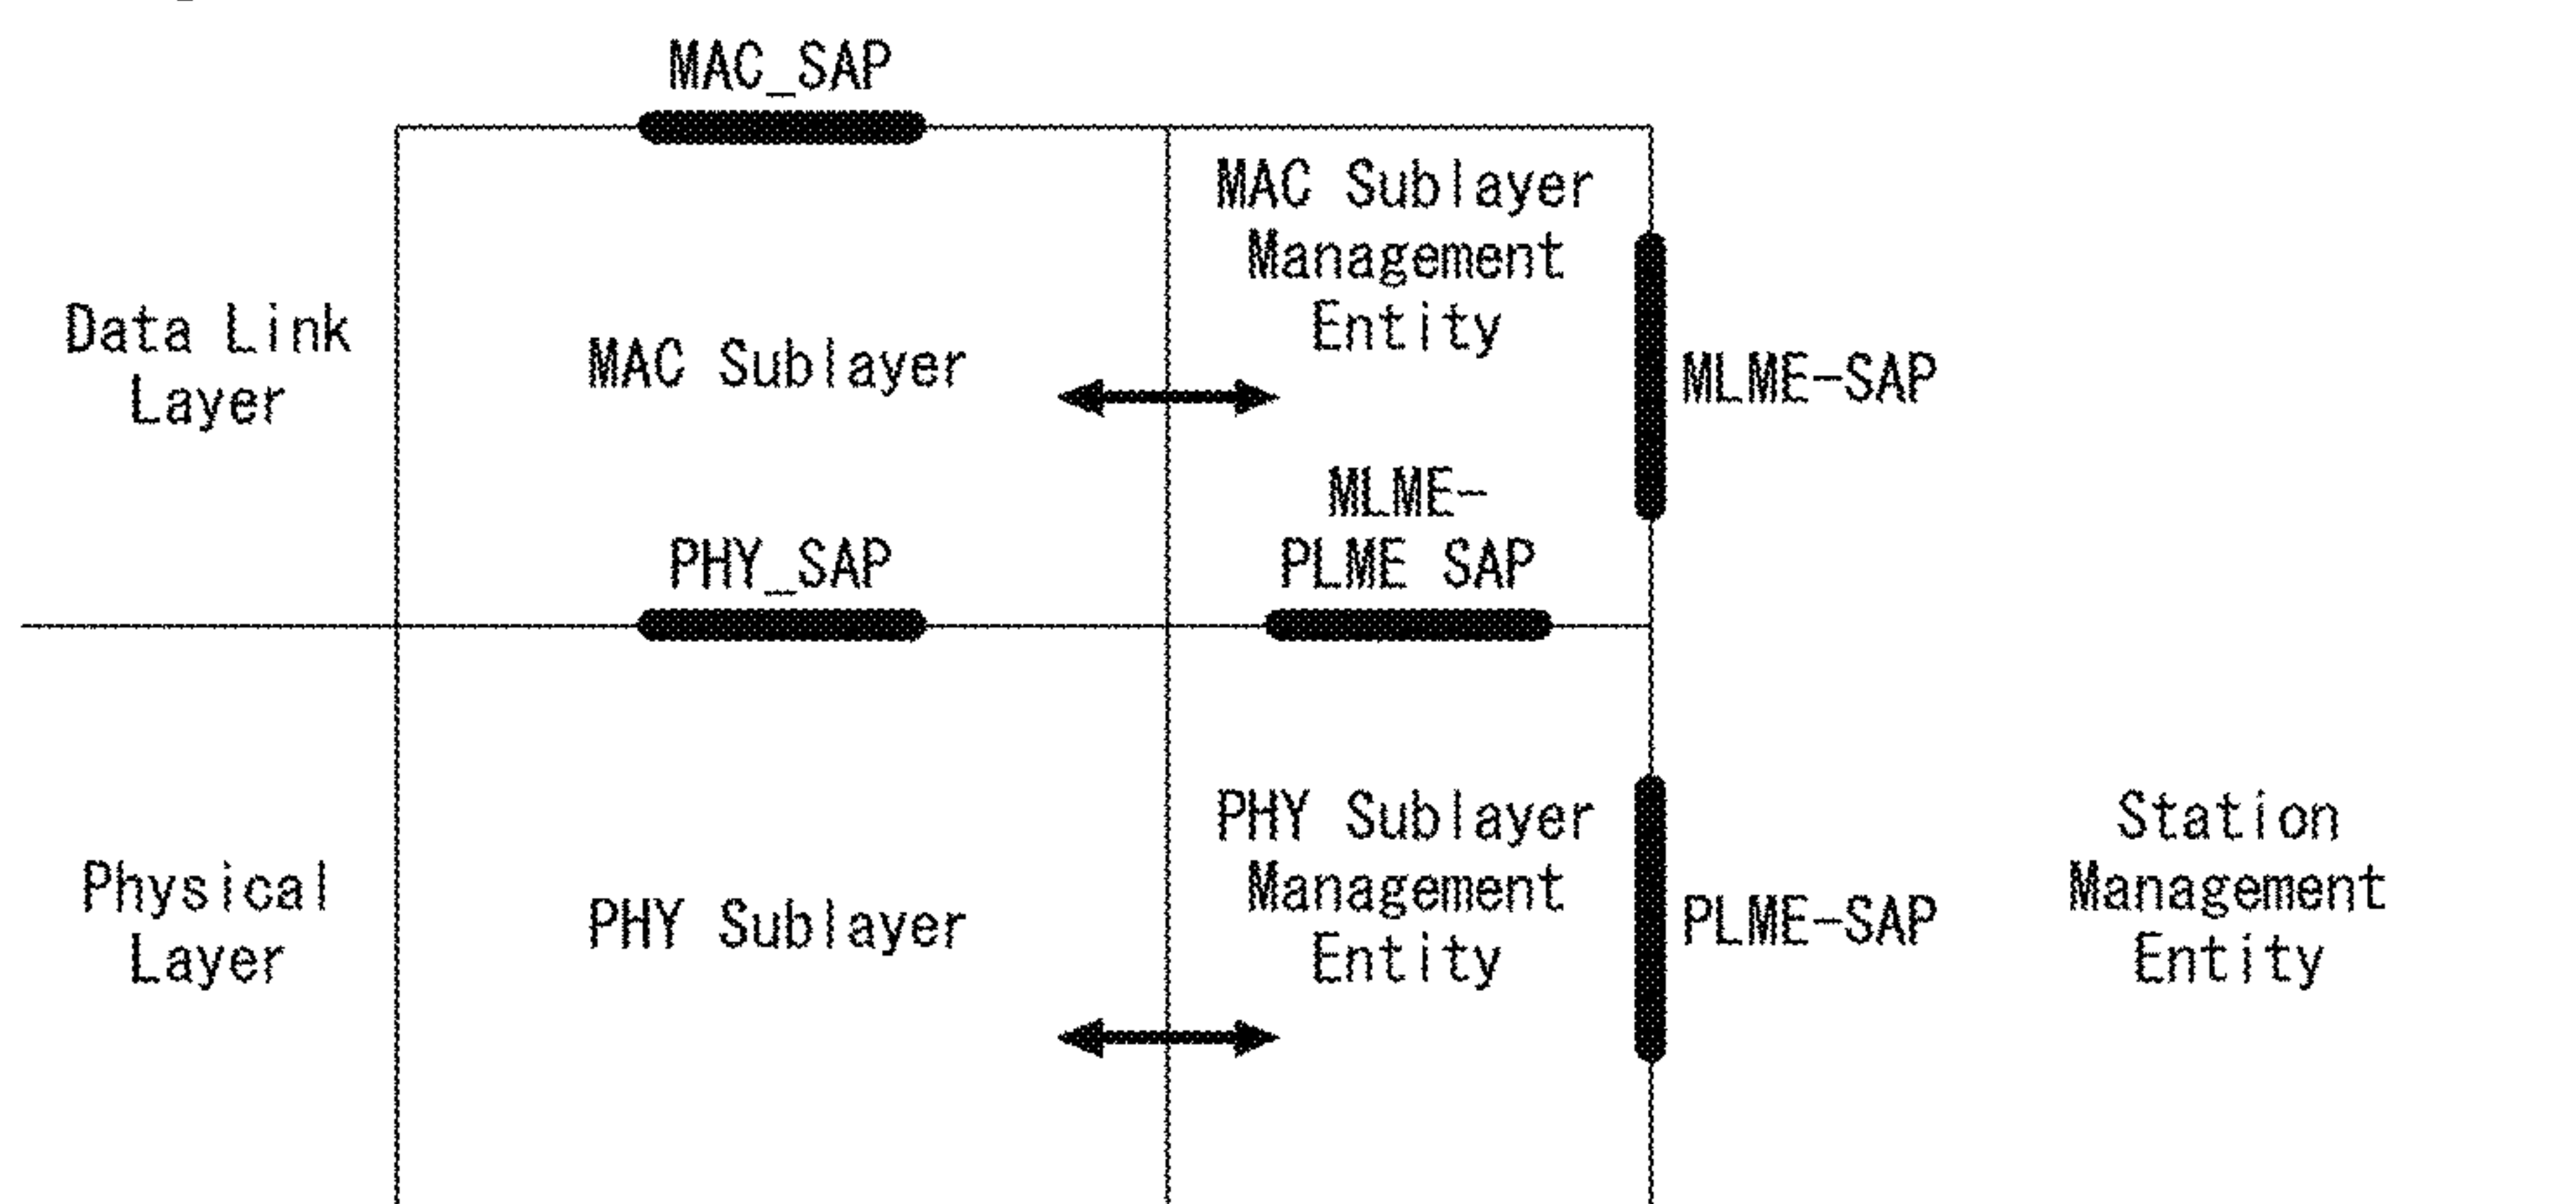 MAC_SAP
Data Link
Layer
MAC Sublayer
MAC Sublayer
Management
Entity
MLME-SAP
PHY_SAP
MLME-
PLME SAP
Physical
Layer
PHY Sublayer
PHY Sublayer
Management
Entity
PLME-SAP
Station
Management
Entity